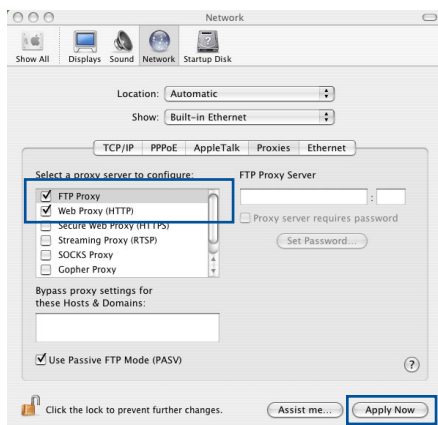 Network
Show All Displays Sound Network Startup Disk
Location: Automatic
Show: Built-in Ethernet
TCP/IP PPPoE AppleTalk Proxies Ethernet
Select a proxy server to configure: FTP Proxy Server
FTP Proxy :
Web Proxy (HTTP) Proxy server requires password
Secure Web Proxy (HTTPS)
Streaming Proxy (RTSP) Set Password...
SOCKS Proxy
Gopher Proxy
Bypass proxy settings for
these Hosts & Domains:
Use Passive FTP Mode (PASV) ?
Click the lock to prevent further changes. Assist me... Apply Now